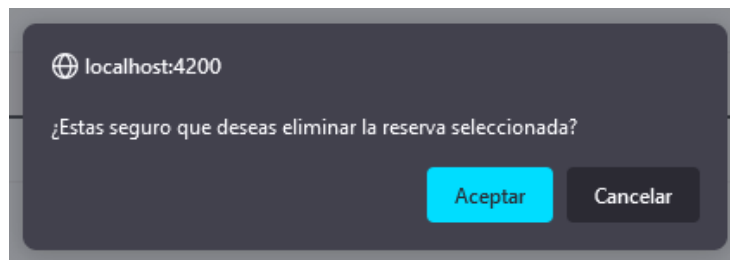 localhost:4200
¿Estas seguro que deseas eliminar la reserva seleccionada?
Aceptar Cancelar